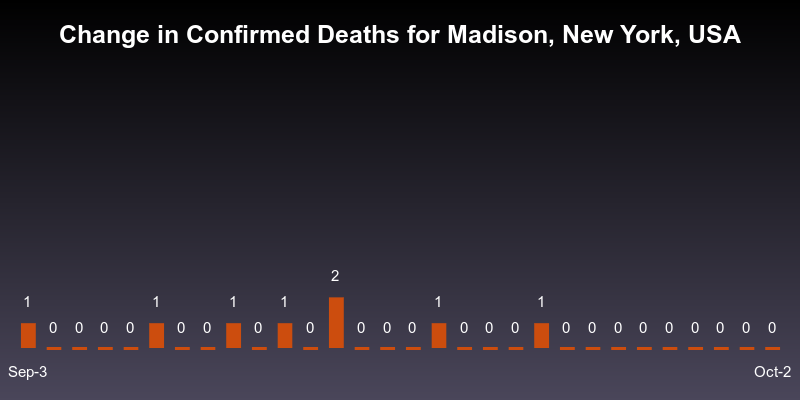 Change in Confirmed Deaths for Madison, New York, USA
2
1 1 1 1 1 1
0 0 0 0 0 0 0 0 0 0 0 0 0 0 0 0 0 0 0 0 0 0 0
Sep-3 Oct-2